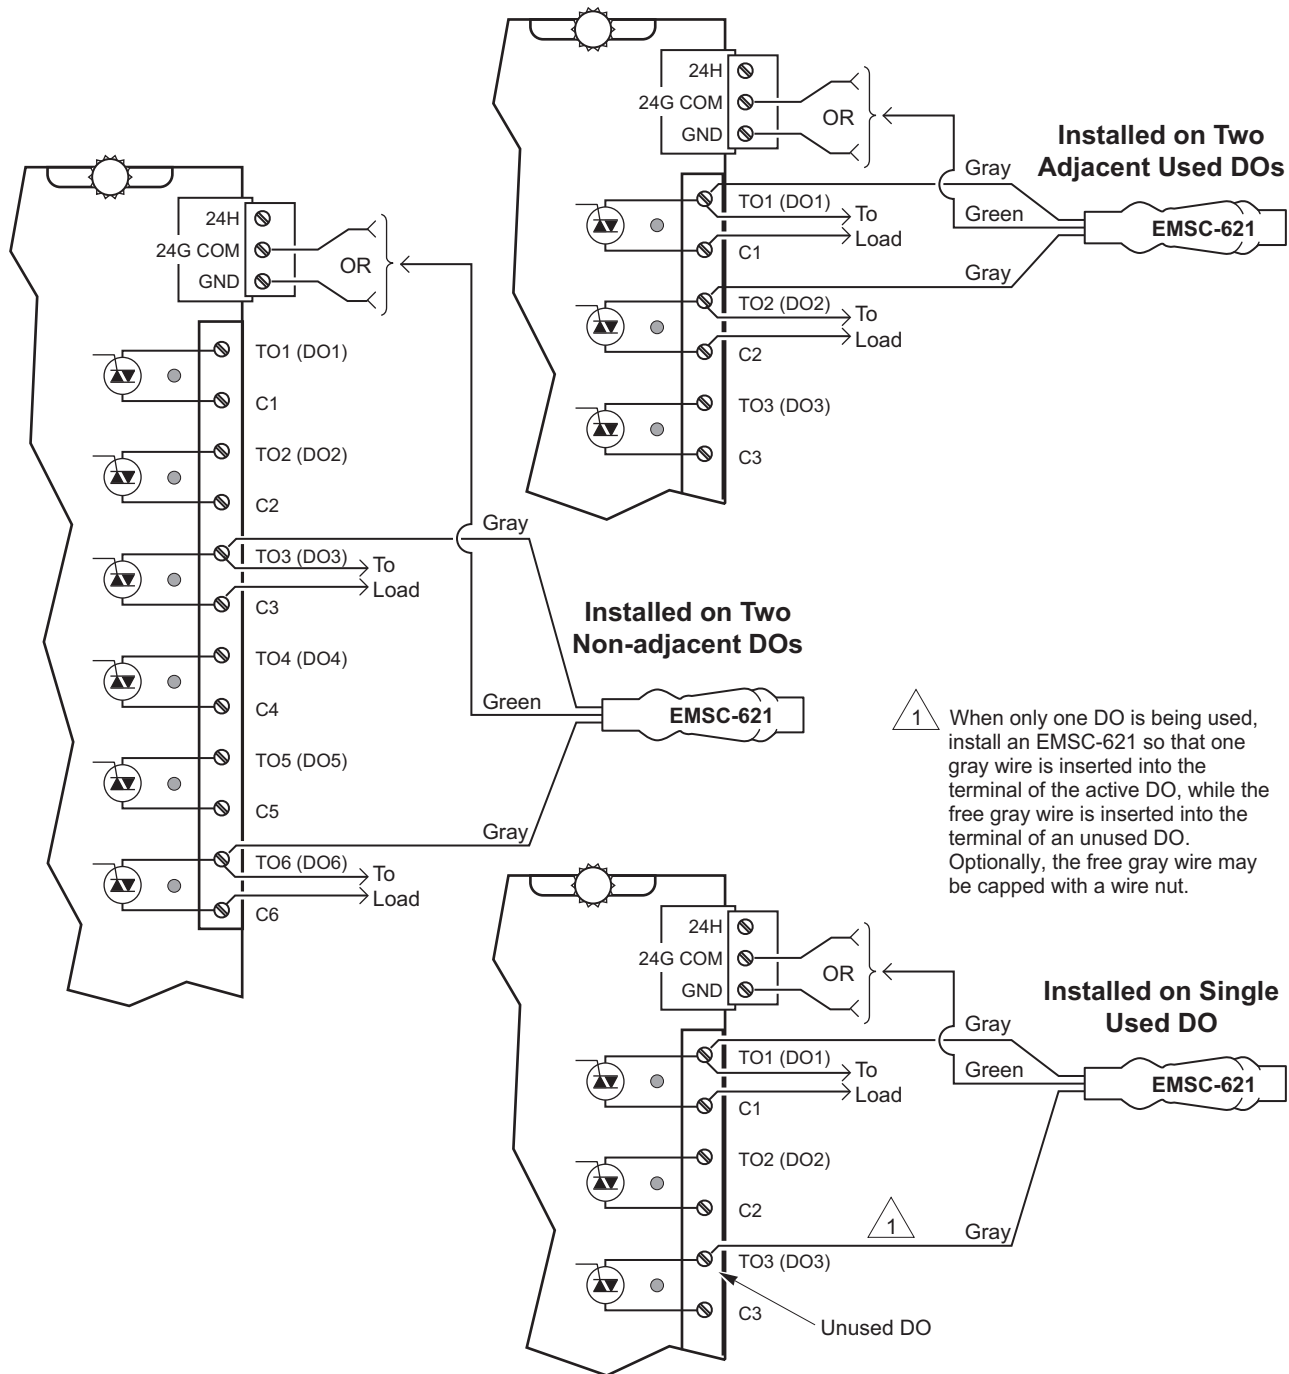 24H
24G COM
GND
OR
TO1 (DO1)
C1
TO2 (DO2)
C2
TO3 (DO3)
C3
To
Load
TO4 (DO4)
C4
TO5 (DO5)
C5
TO6 (DO6)
C6
To
Load
Gray
Green
Gray
Installed on Two
Non-adjacent DOs
EMSC-621
24H
24G COM
GND
OR
Installed on Two
Adjacent Used DOs
Gray
Green
Gray
EMSC-621
TO1 (DO1)
To
Load
C1
TO2 (DO2)
To
Load
C2
TO3 (DO3)
C3
1
When only one DO is being used,
install an EMSC-621 so that one
gray wire is inserted into the
terminal of the active DO, while the
free gray wire is inserted into the
terminal of an unused DO.
Optionally, the free gray wire may
be capped with a wire nut.
24H
24G COM
GND
OR
Installed on Single
Used DO
Gray
Green
EMSC-621
TO1 (DO1)
To
Load
C1
TO2 (DO2)
C2
1
Gray
TO3 (DO3)
C3
Unused DO